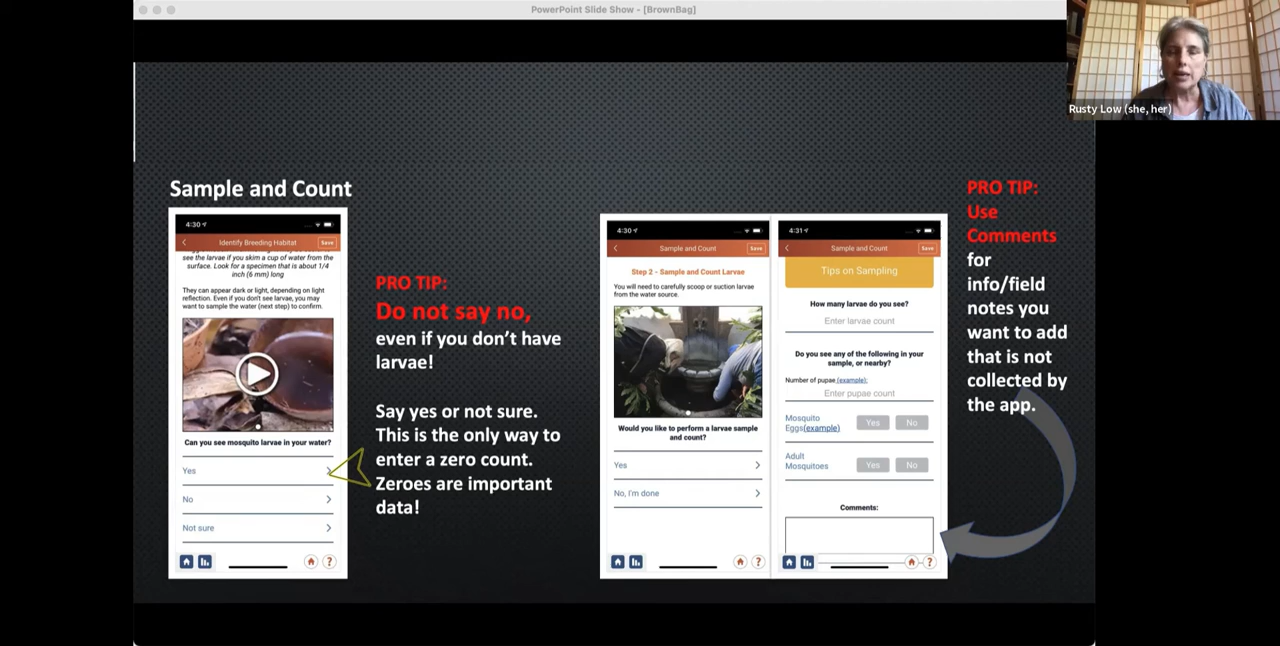 PowerPoint Slide Show - [BrownBag]
Rusty Low (she, her)
Sample and Count
4:30
Identify Breeding Habitat
Save
see the larvae if you skim a cup of water from the
surface. Look for a specimen that is about 1/4
inch (6 mm) long
They can appear dark or light, depending on light
reflection. Even if you don't see larvae, you may
want to sample the water (next step) to confirm.
Can you see mosquito larvae in your water?
Yes
No
Not sure
PRO TIP:
Do not say no,
even if you don't have
larvae!
Say yes or not sure.
This is the only way to
enter a zero count.
Zeroes are important
data!
4:30
Sample and Count
Save
Step 2 - Sample and Count Larvae
You will need to carefully scoop or suction larvae
from the water source.
Would you like to perform a larvae sample
and count?
Yes
No, I'm done
4:31
Sample and Count
Save
Tips on Sampling
How many larvae do you see?
Enter larvae count
Do you see any of the following in your
sample, or nearby?
Number of pupae (example):
Enter pupae count
Mosquito
Eggs(example)
Yes
No
Adult
Mosquitoes
Yes
No
Comments:
PRO TIP:
Use
Comments
for
info/field
notes you
want to add
that is not
collected by
the app.